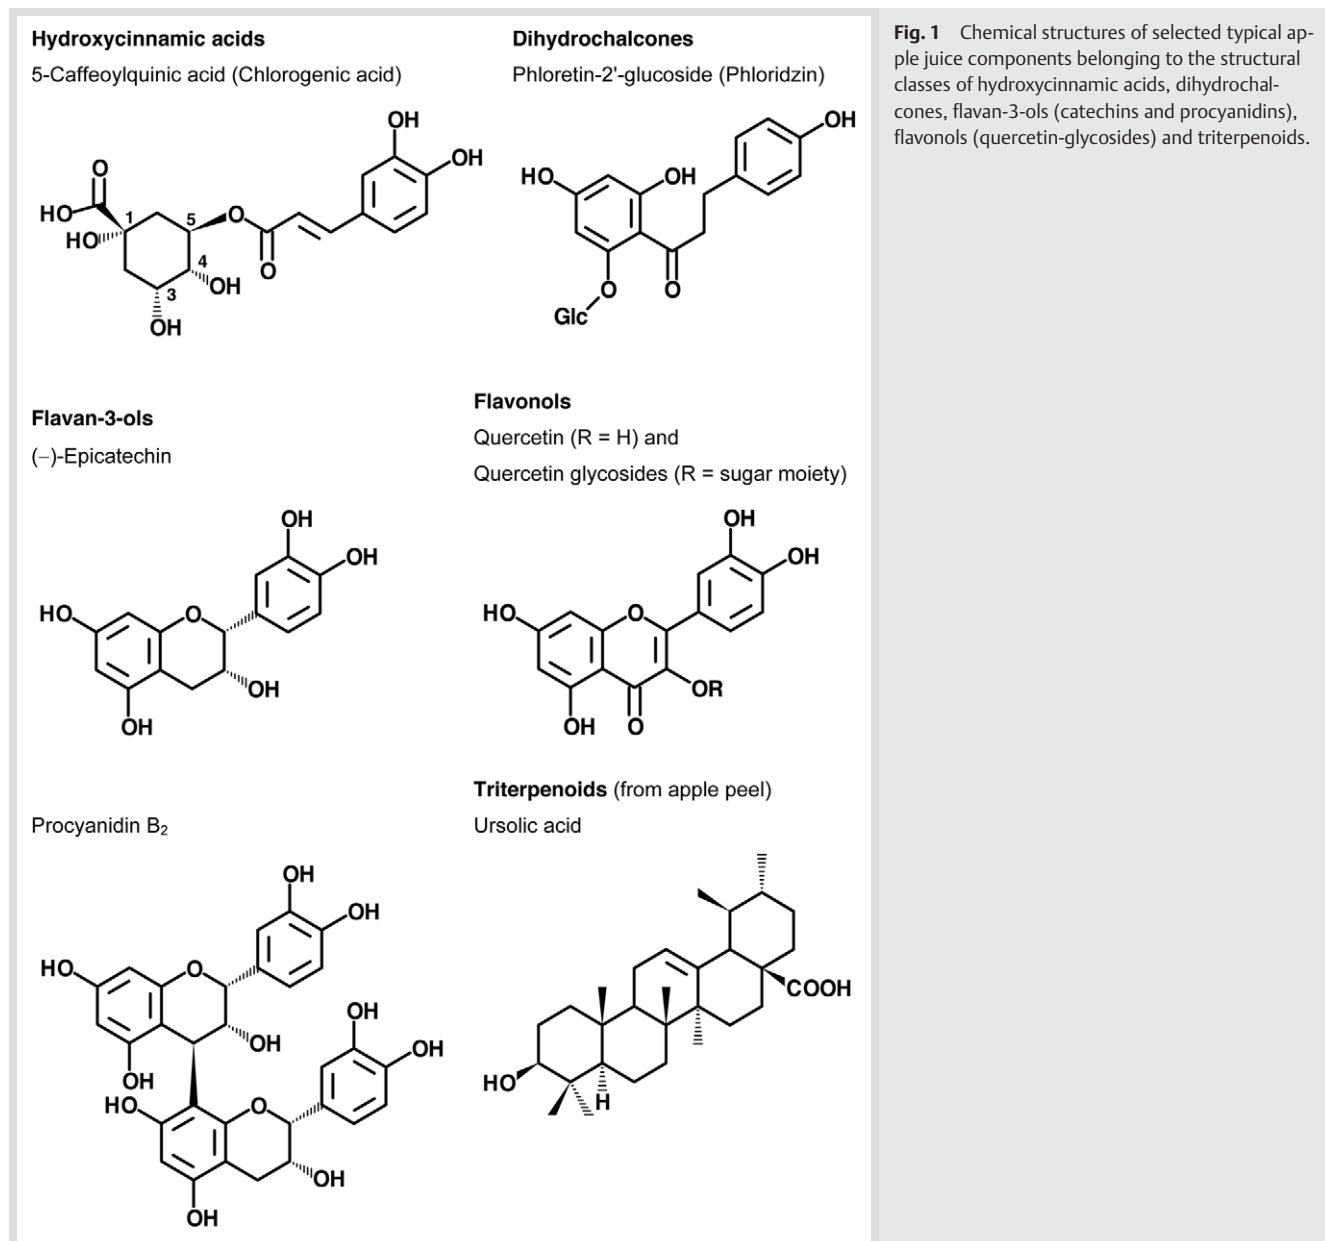 Hydroxycinnamic acids
5-Caffeoylquinic acid (Chlorogenic acid)
OH
OH
O
HO
1
5
O
HO
4
O
OH
3
OH
Dihydrochalcones
Phloretin-2'-glucoside (Phloridzin)
OH
HO
OH
O
O
Glc
Fig. 1 Chemical structures of selected typical ap-
ple juice components belonging to the structural
classes of hydroxycinnamic acids, dihydrochal-
cones, flavan-3-ols (catechins and procyanidins),
flavonols (quercetin-glycosides) and triterpenoids.
Flavan-3-ols
(−)-Epicatechin
OH
OH
HO
O
OH
OH
Flavonols
Quercetin (R = H) and
Quercetin glycosides (R = sugar moiety)
OH
OH
HO
O
OR
OH
O
Procyanidin B₂
OH
OH
HO
O
OH
OH
OH
OH
HO
O
OH
OH
Triterpenoids (from apple peel)
Ursolic acid
COOH
HO
H